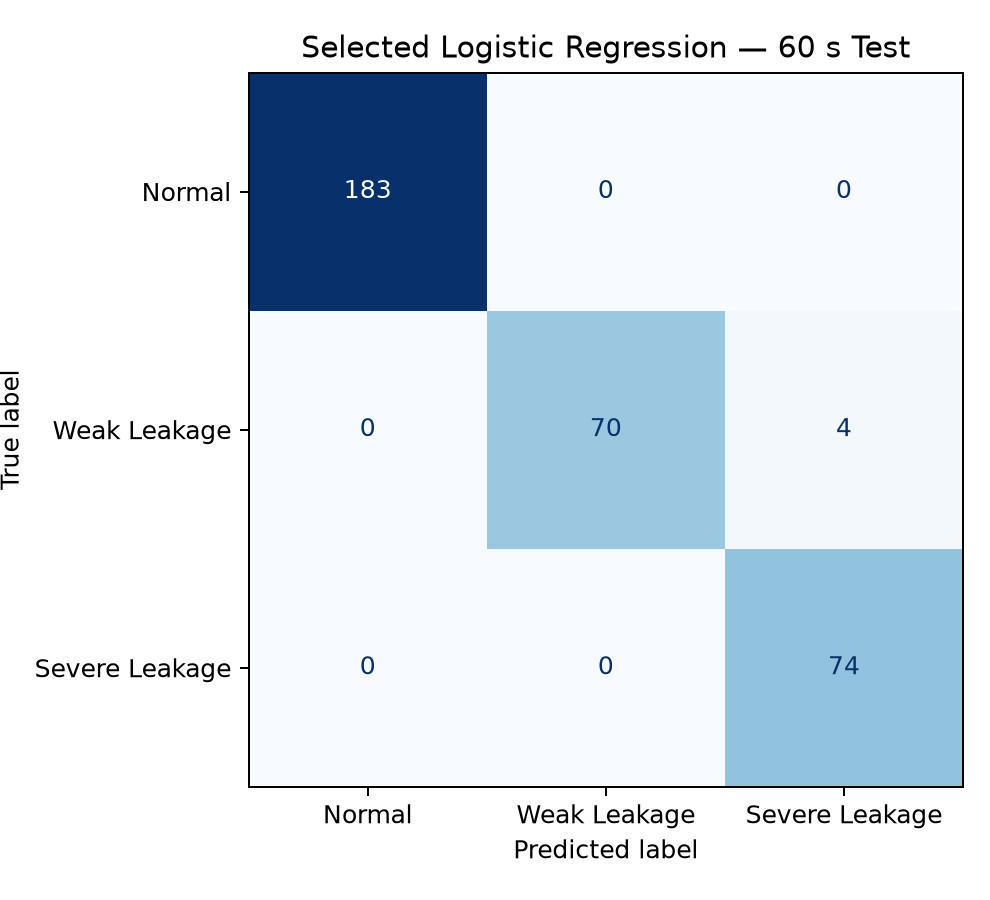 Selected Logistic Regression — 60 s Test
True label
Normal 183 0 0
Weak Leakage 0 70 4
Severe Leakage 0 0 74
Normal Weak Leakage Severe Leakage
Predicted label